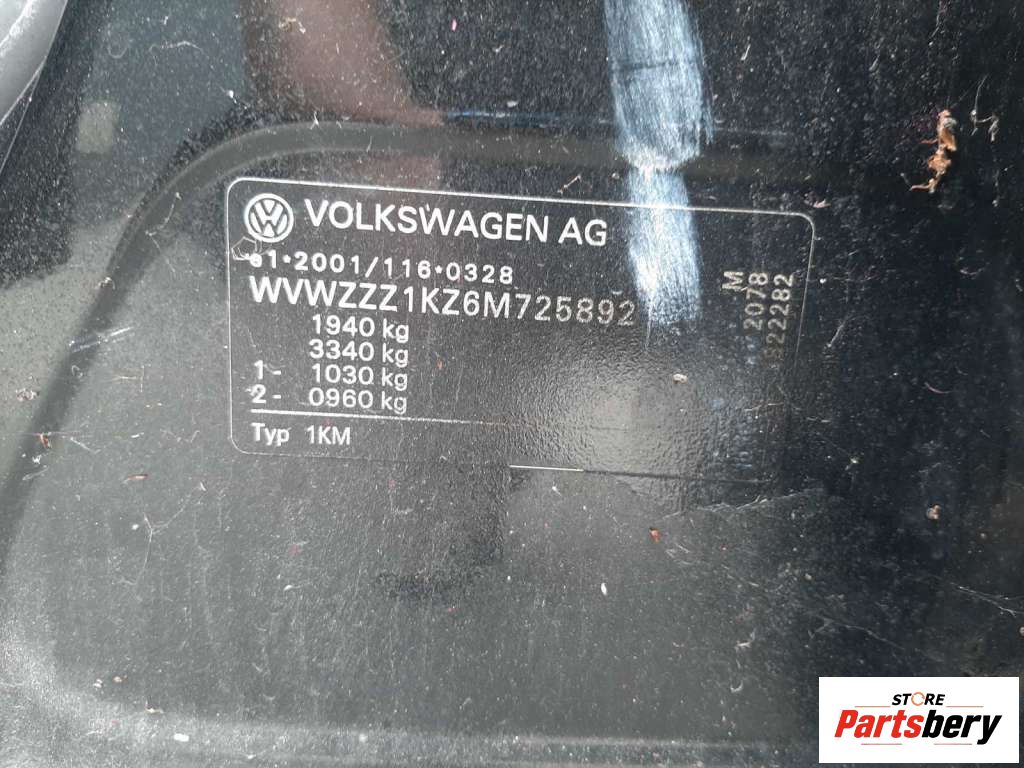 VOLKSWAGEN AG
e1*2001/116*0328
WVWZZZ1KZ6M725892
1940 kg
3340 kg
1 - 1030 kg
2 - 0960 kg
Typ 1KM
M
2078
822282
STORE
Partsbery